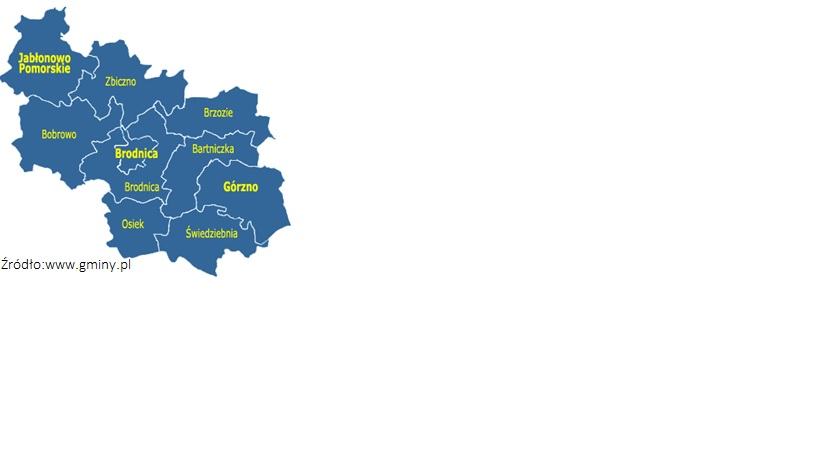 Jabłonowo
Pomorskie
Zbiczno
Brzozie
Bobrowo
Brodnica
Bartniczka
Brodnica
Górzno
Osiek
Świedziebnia
Źródło:www.gminy.pl